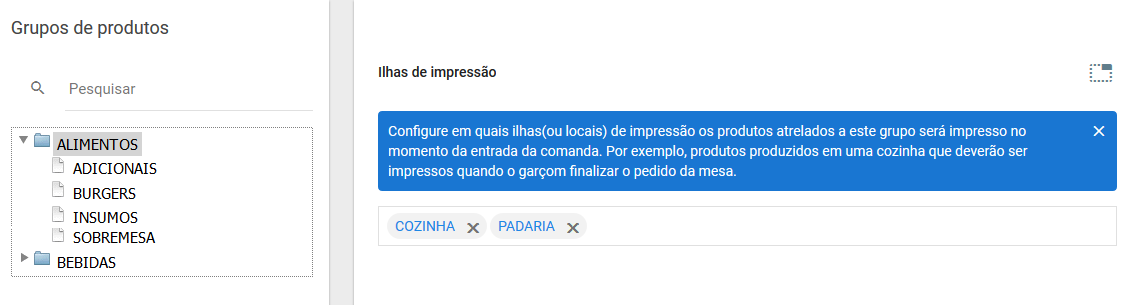 Grupos de produtos
Pesquisar
ALIMENTOS
ADICIONAIS
BURGERS
INSUMOS
SOBREMESA
BEBIDAS
Ilhas de impressão
Configure em quais ilhas(ou locais) de impressão os produtos atrelados a este grupo será impresso no
momento da entrada da comanda. Por exemplo, produtos produzidos em uma cozinha que deverão ser
impressos quando o garçom finalizar o pedido da mesa.
COZINHA PADARIA